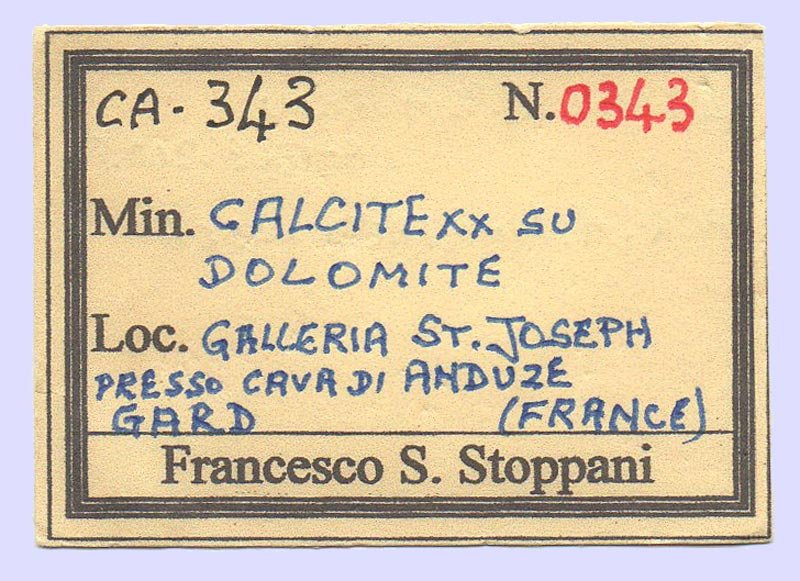 CA-343 N.0343
Min. CALCITE xx SU
DOLOMITE
Loc. GALLERIA ST. JOSEPH
PRESSO CAVA DI ANDUZE
GARD (FRANCE)
Francesco S. Stoppani